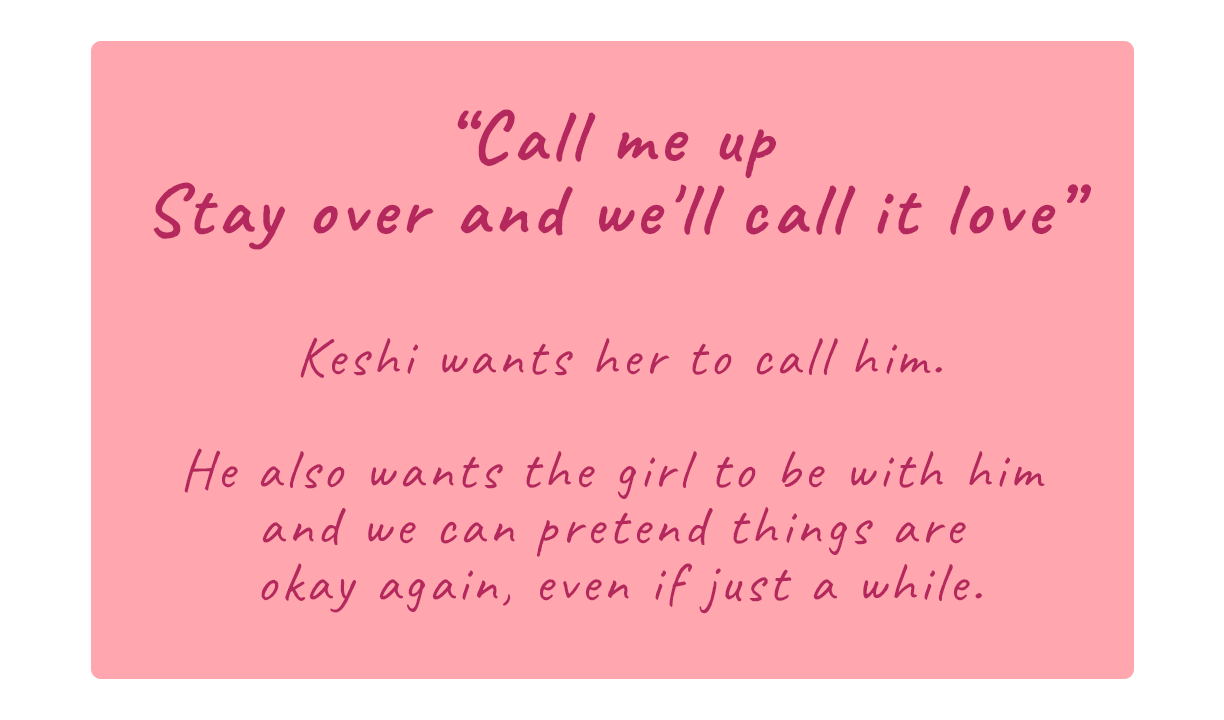 “Call me up
Stay over and we'll call it love”
Keshi wants her to call him.
He also wants the girl to be with him
and we can pretend things are
okay again, even if just a while.